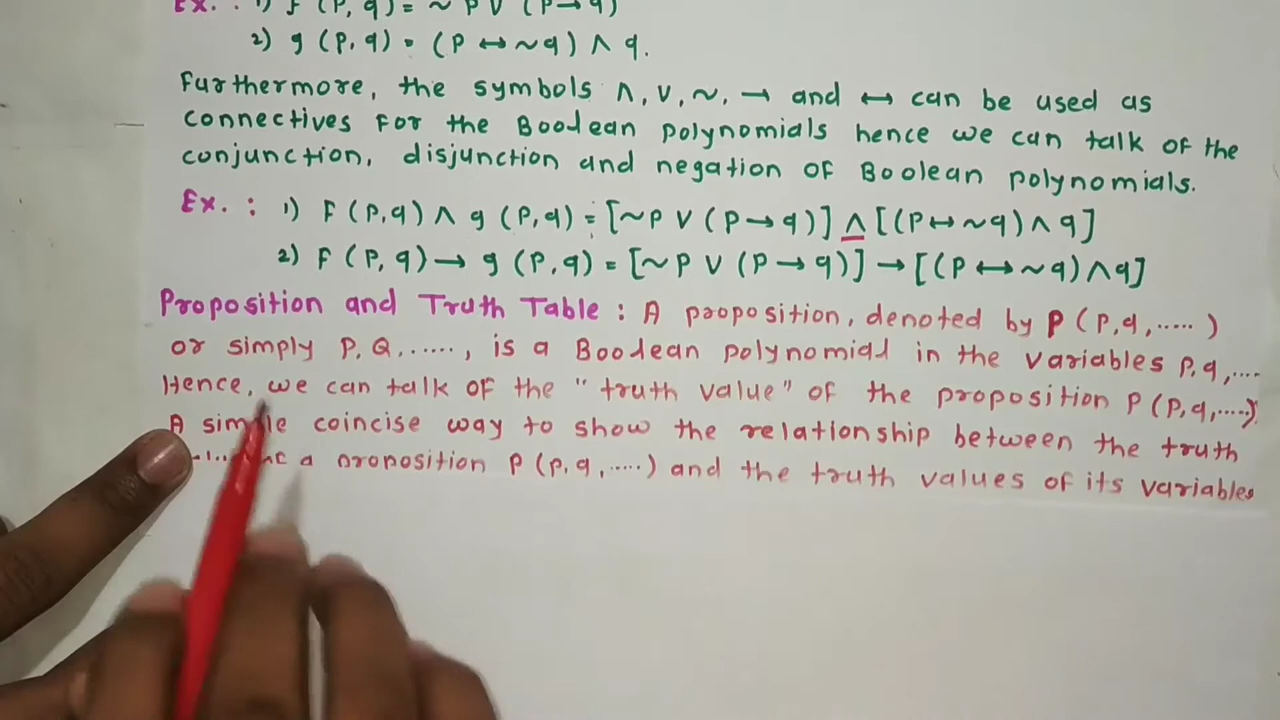 Ex. : 1) f (P, q) = ~ P ∨ (P → q)
2) g (P, q) = (P ↔ ~q) ∧ q.
Furthermore, the symbols ∧, ∨, ~, → and ↔ can be used as
connectives For the Boolean polynomials hence we can talk of the
conjunction, disjunction and negation of Boolean polynomials.
Ex. : 1) F (P, q) ∧ g (P, q) = [~P ∨ (P → q)] ∧ [(P ↔ ~q) ∧ q]
2) F (P, q) → g (P, q) = [~P ∨ (P → q)] → [(P ↔ ~q) ∧ q]
Proposition and Truth Table : A proposition, denoted by P (P, q, .....)
or simply P, Q, ......, is a Boolean polynomial in the variables P, q, ....
Hence, we can talk of the "truth value" of the proposition P (P, q, .....).
A simple coincise way to show the relationship between the truth
a proposition P (P, q, .....) and the truth values of its variables